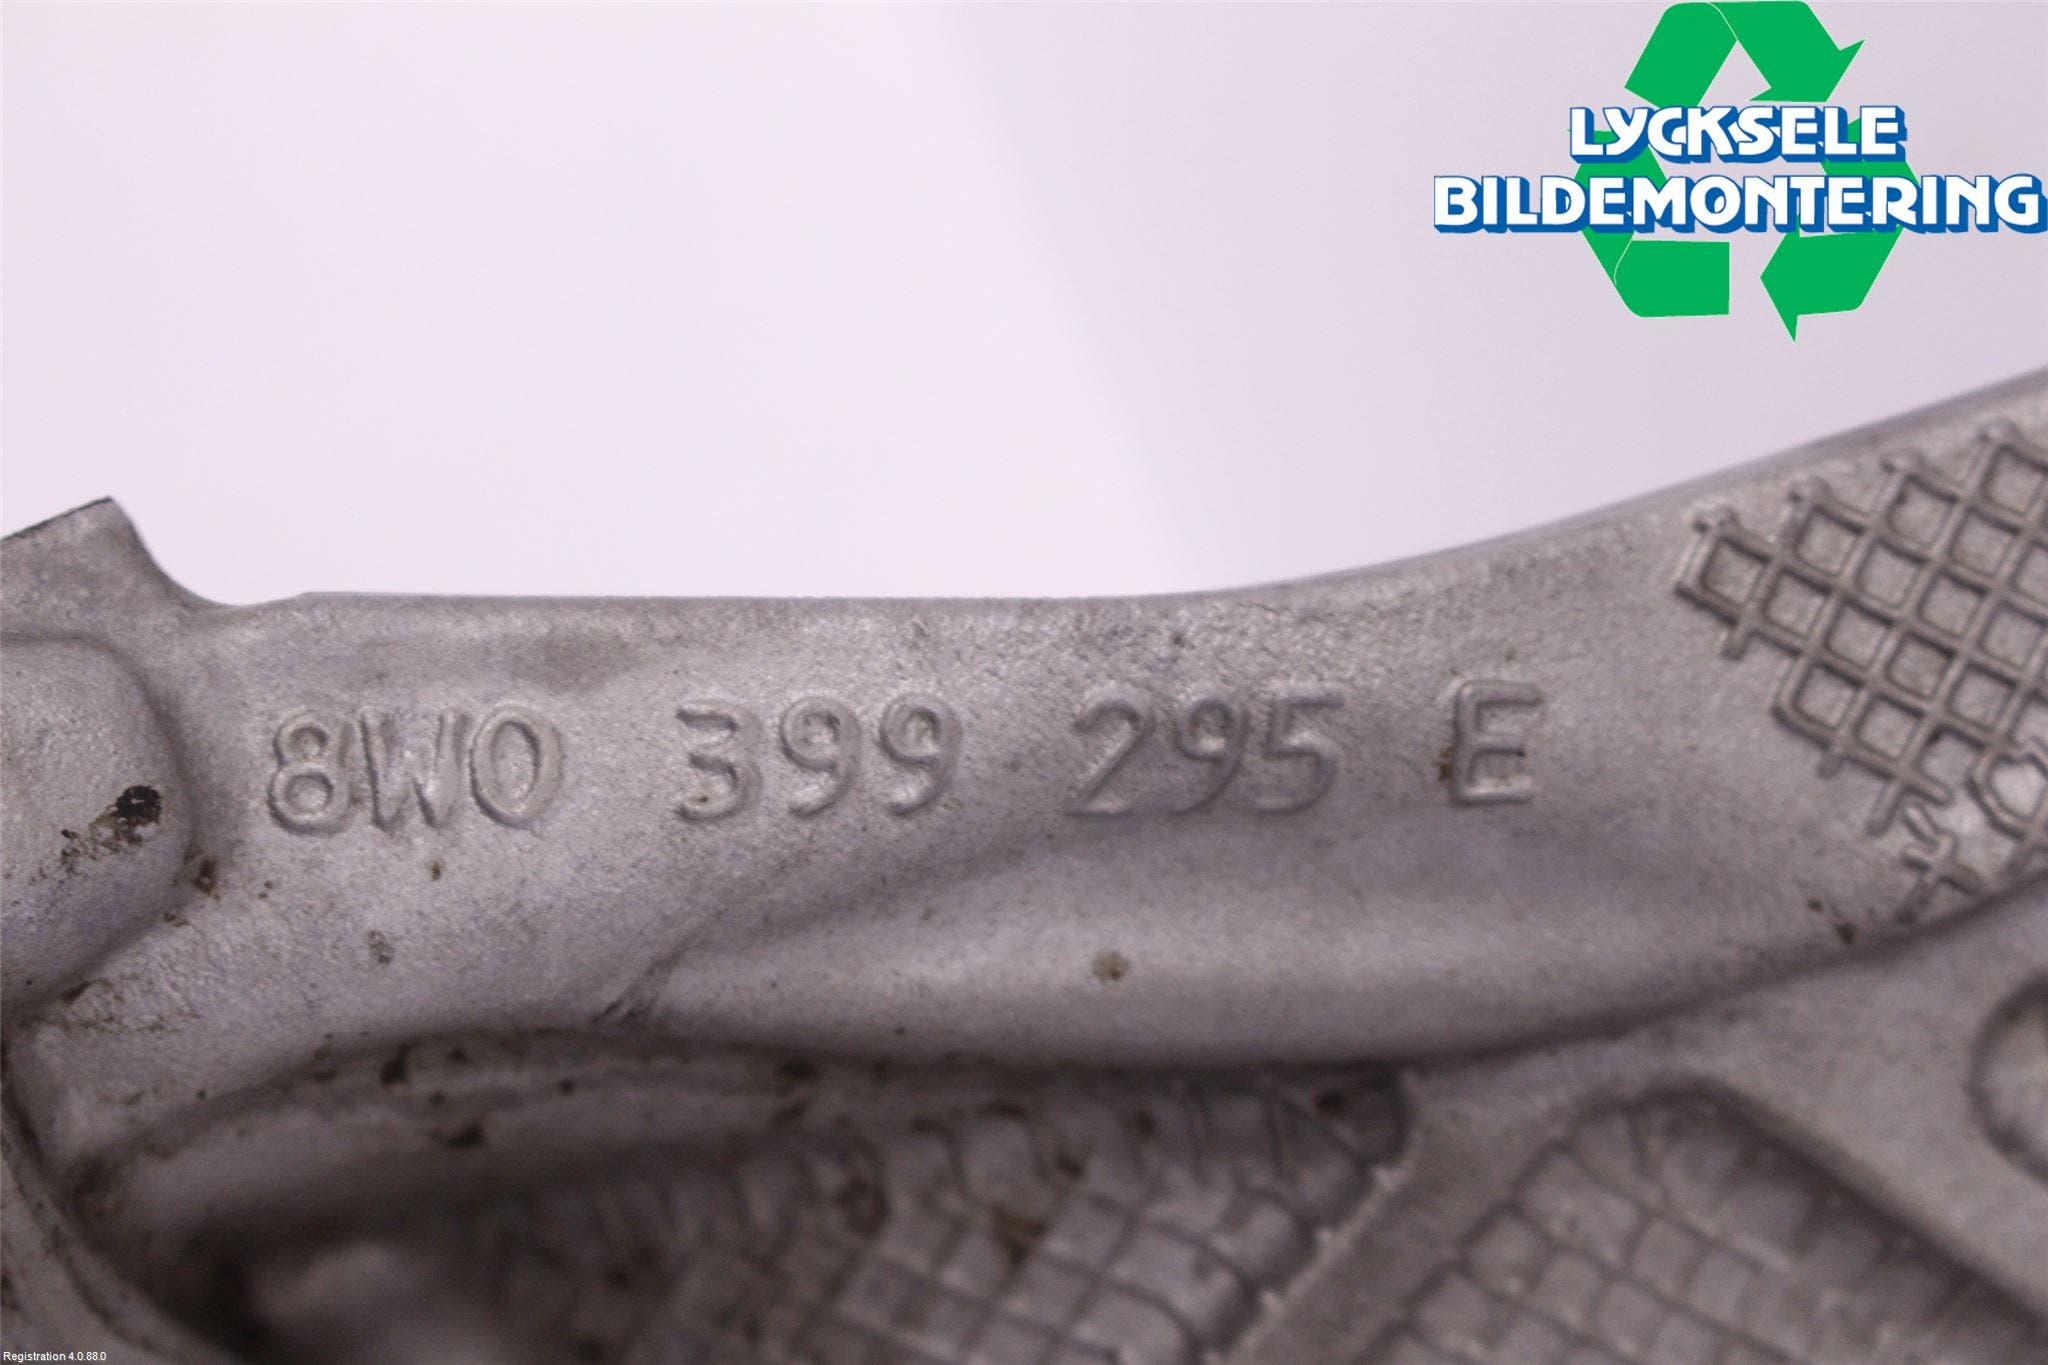 LYCKSELE
BILDEMONTERING
8W0 399 295 E
Registration 4.0.88.0